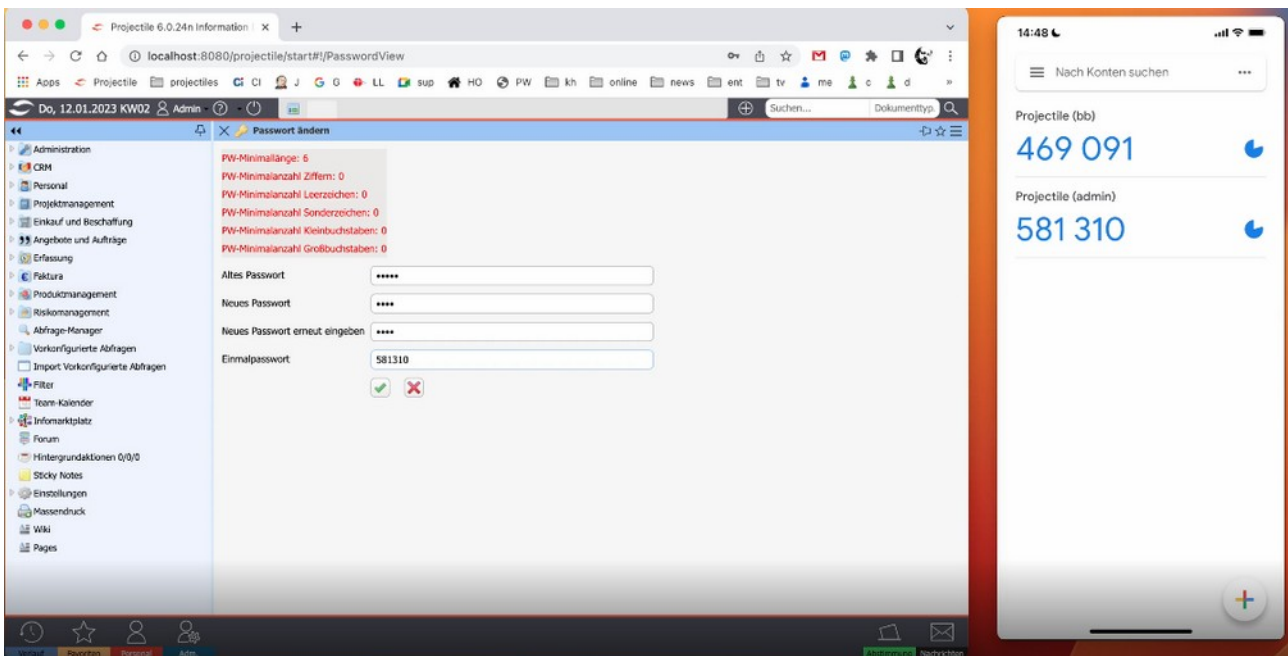 Projectile 6.0.24n Information
localhost:8080/projectile/start#!/PasswordView
Apps Projectile projectiles CI J G LL sup HO PW kh online news ent tv me c d »
Do, 12.01.2023 KW02 Admin Suchen... Dokumenttyp.
Passwort ändern
Administration
CRM
Personal
Projektmanagement
Einkauf und Beschaffung
Angebote und Aufträge
Erfassung
Faktura
Produktmanagement
Risikomanagement
Abfrage-Manager
Vorkonfigurierte Abfragen
Import Vorkonfigurierte Abfragen
Filter
Team-Kalender
Infomarktplatz
Forum
Hintergrundaktionen 0/0/0
Sticky Notes
Einstellungen
Massendruck
Wiki
Pages
PW-Minimallänge: 6
PW-Minimalanzahl Ziffern: 0
PW-Minimalanzahl Leerzeichen: 0
PW-Minimalanzahl Sonderzeichen: 0
PW-Minimalanzahl Kleinbuchstaben: 0
PW-Minimalanzahl Großbuchstaben: 0
Altes Passwort •••••
Neues Passwort ••••
Neues Passwort erneut eingeben ••••
Einmalpasswort 581310
Verlauf Favoriten Personal Adm. Abstimmung Nachrichten
14:48
Nach Konten suchen
Projectile (bb)
469 091
Projectile (admin)
581 310